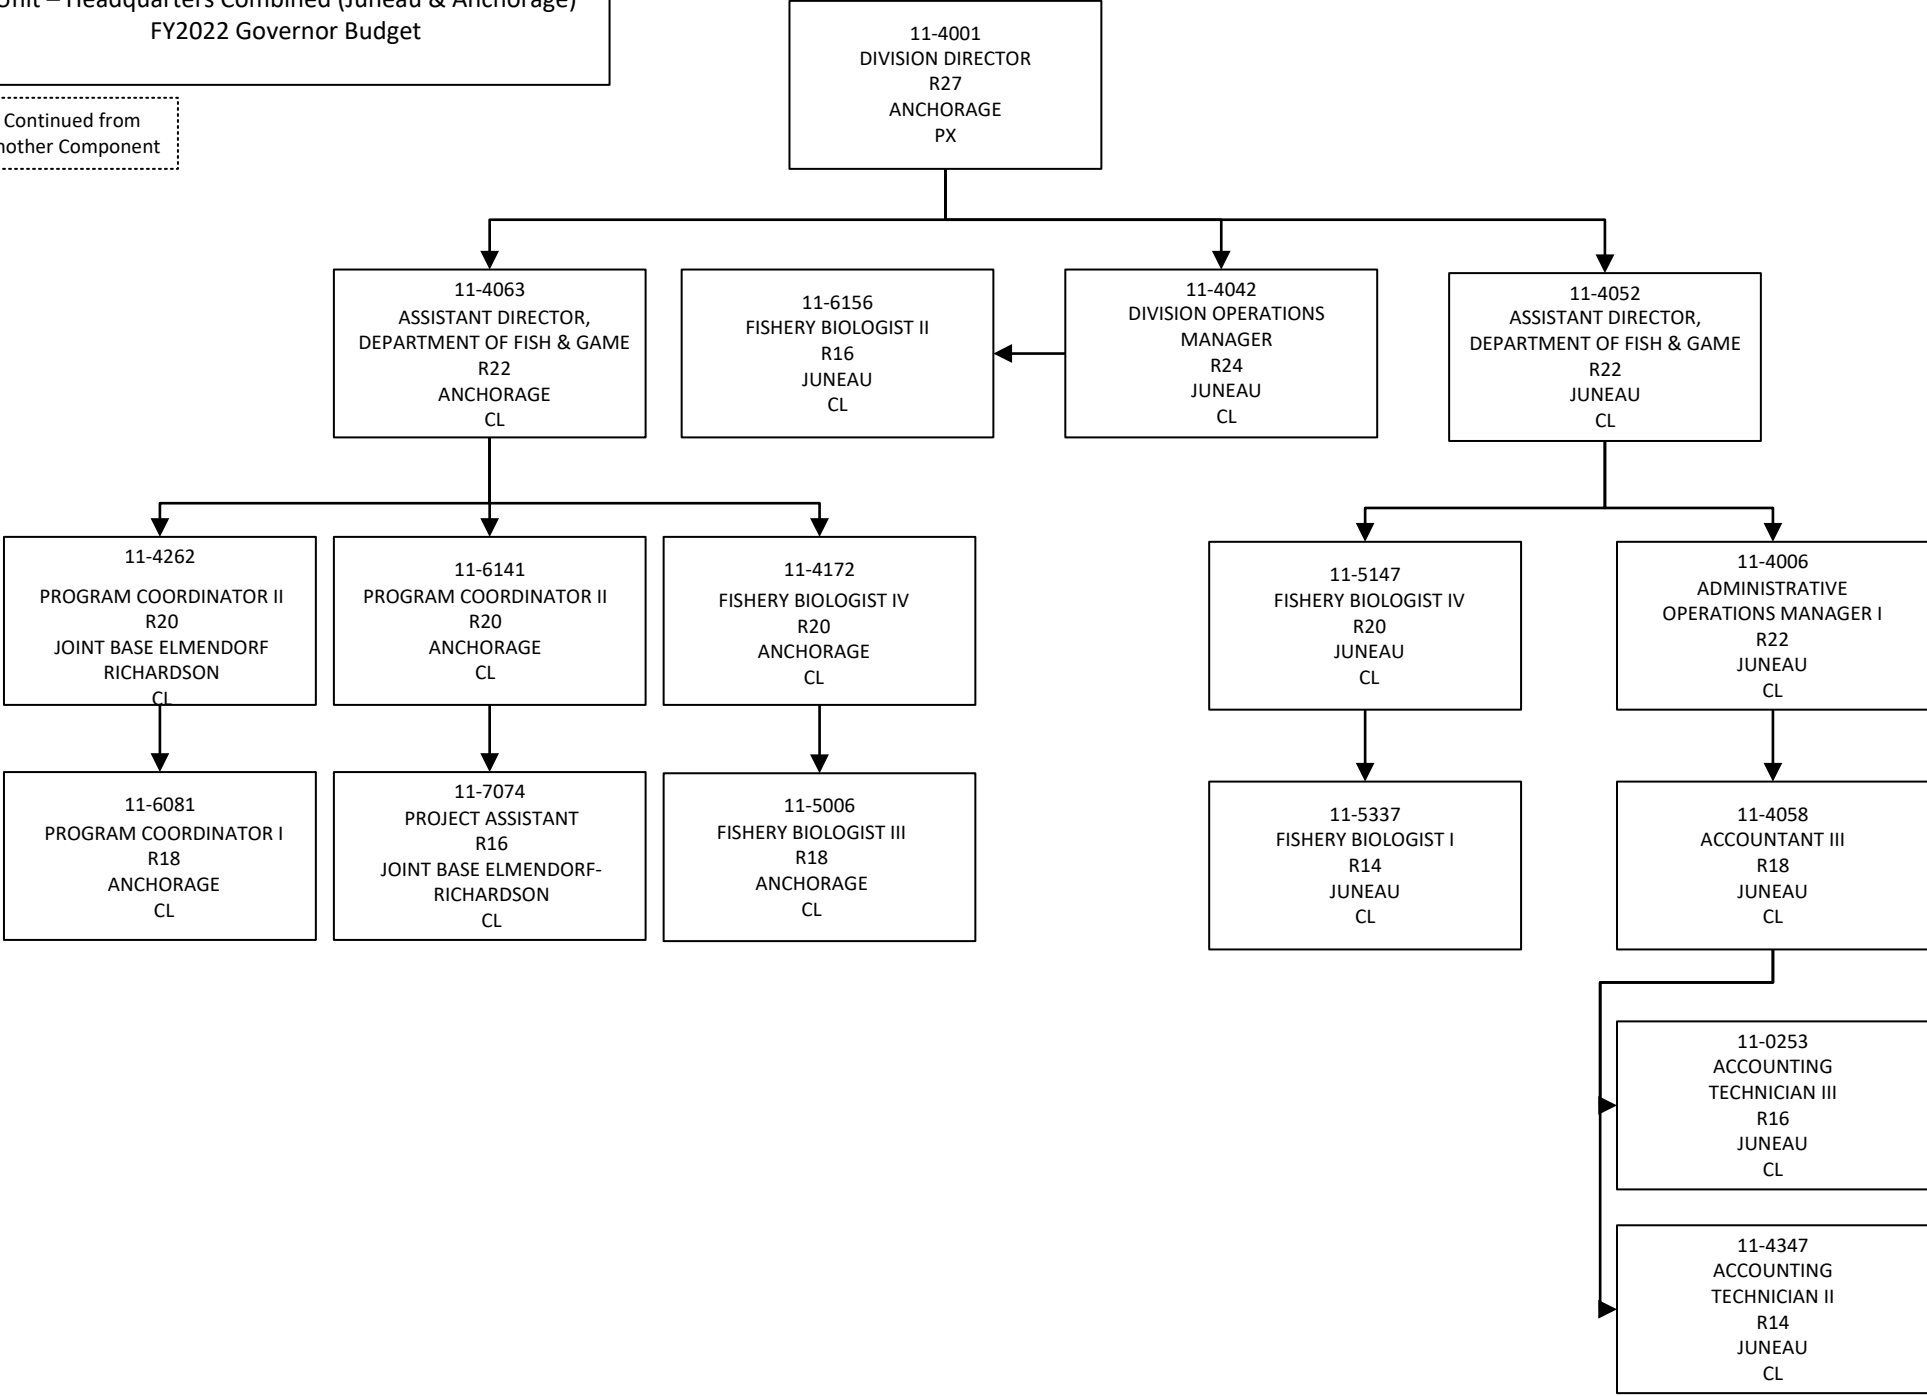 Unit – Headquarters Combined (Juneau & Anchorage)
FY2022 Governor Budget
Continued from
Another Component
11-4001
DIVISION DIRECTOR
R27
ANCHORAGE
PX
11-4063
ASSISTANT DIRECTOR,
DEPARTMENT OF FISH & GAME
R22
ANCHORAGE
CL
11-6156
FISHERY BIOLOGIST II
R16
JUNEAU
CL
11-4042
DIVISION OPERATIONS
MANAGER
R24
JUNEAU
CL
11-4052
ASSISTANT DIRECTOR,
DEPARTMENT OF FISH & GAME
R22
JUNEAU
CL
11-4262
PROGRAM COORDINATOR II
R20
JOINT BASE ELMENDORF
RICHARDSON
CL
11-6141
PROGRAM COORDINATOR II
R20
ANCHORAGE
CL
11-4172
FISHERY BIOLOGIST IV
R20
ANCHORAGE
CL
11-5147
FISHERY BIOLOGIST IV
R20
JUNEAU
CL
11-4006
ADMINISTRATIVE
OPERATIONS MANAGER I
R22
JUNEAU
CL
11-6081
PROGRAM COORDINATOR I
R18
ANCHORAGE
CL
11-7074
PROJECT ASSISTANT
R16
JOINT BASE ELMENDORF-
RICHARDSON
CL
11-5006
FISHERY BIOLOGIST III
R18
ANCHORAGE
CL
11-5337
FISHERY BIOLOGIST I
R14
JUNEAU
CL
11-4058
ACCOUNTANT III
R18
JUNEAU
CL
11-0253
ACCOUNTING
TECHNICIAN III
R16
JUNEAU
CL
11-4347
ACCOUNTING
TECHNICIAN II
R14
JUNEAU
CL